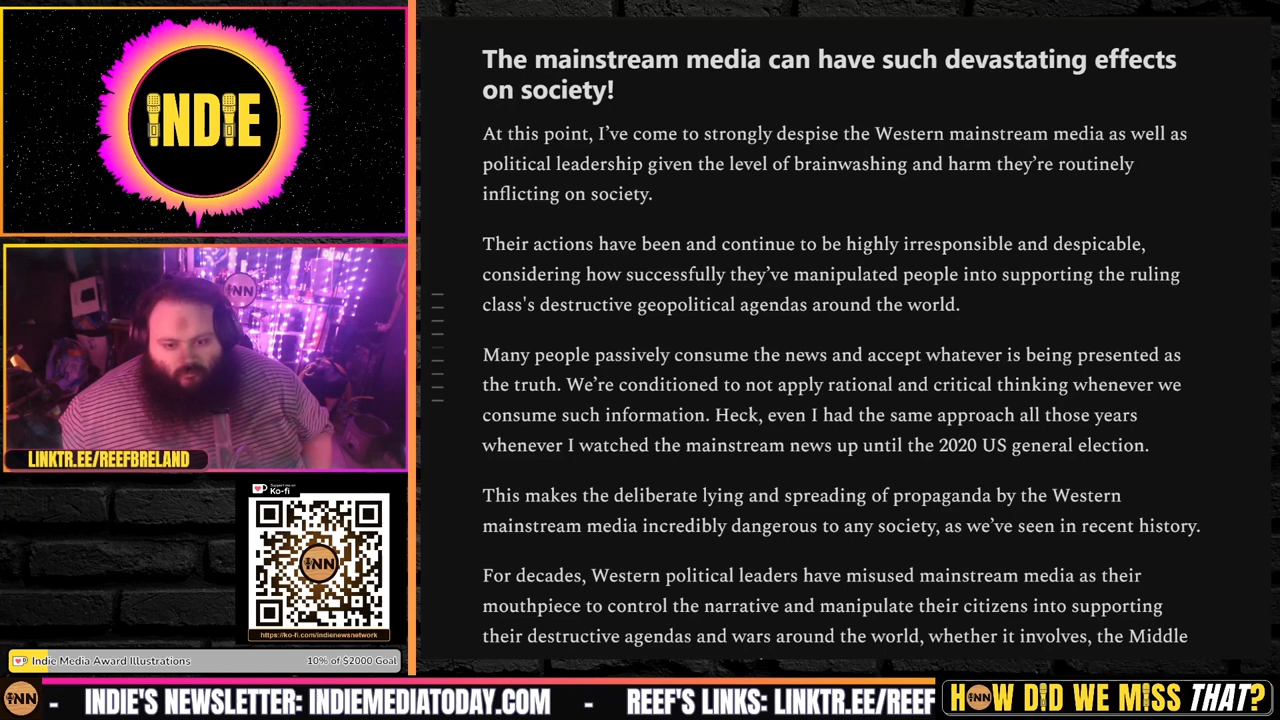 INDIE
INN
LINKTR.EE/REEFBRELAND
Support me on
Ko-fi
INN
https://ko-fi.com/indienewsnetwork
Indie Media Award Illustrations 10% of $2000 Goal
The mainstream media can have such devastating effects
on society!
At this point, I’ve come to strongly despise the Western mainstream media as well as
political leadership given the level of brainwashing and harm they’re routinely
inflicting on society.
Their actions have been and continue to be highly irresponsible and despicable,
considering how successfully they’ve manipulated people into supporting the ruling
class's destructive geopolitical agendas around the world.
Many people passively consume the news and accept whatever is being presented as
the truth. We’re conditioned to not apply rational and critical thinking whenever we
consume such information. Heck, even I had the same approach all those years
whenever I watched the mainstream news up until the 2020 US general election.
This makes the deliberate lying and spreading of propaganda by the Western
mainstream media incredibly dangerous to any society, as we’ve seen in recent history.
For decades, Western political leaders have misused mainstream media as their
mouthpiece to control the narrative and manipulate their citizens into supporting
their destructive agendas and wars around the world, whether it involves, the Middle
INN - INDIE'S NEWSLETTER: INDIEMEDIATODAY.COM - REEF'S LINKS: LINKTR.EE/REEF
HOW DID WE MISS THAT?